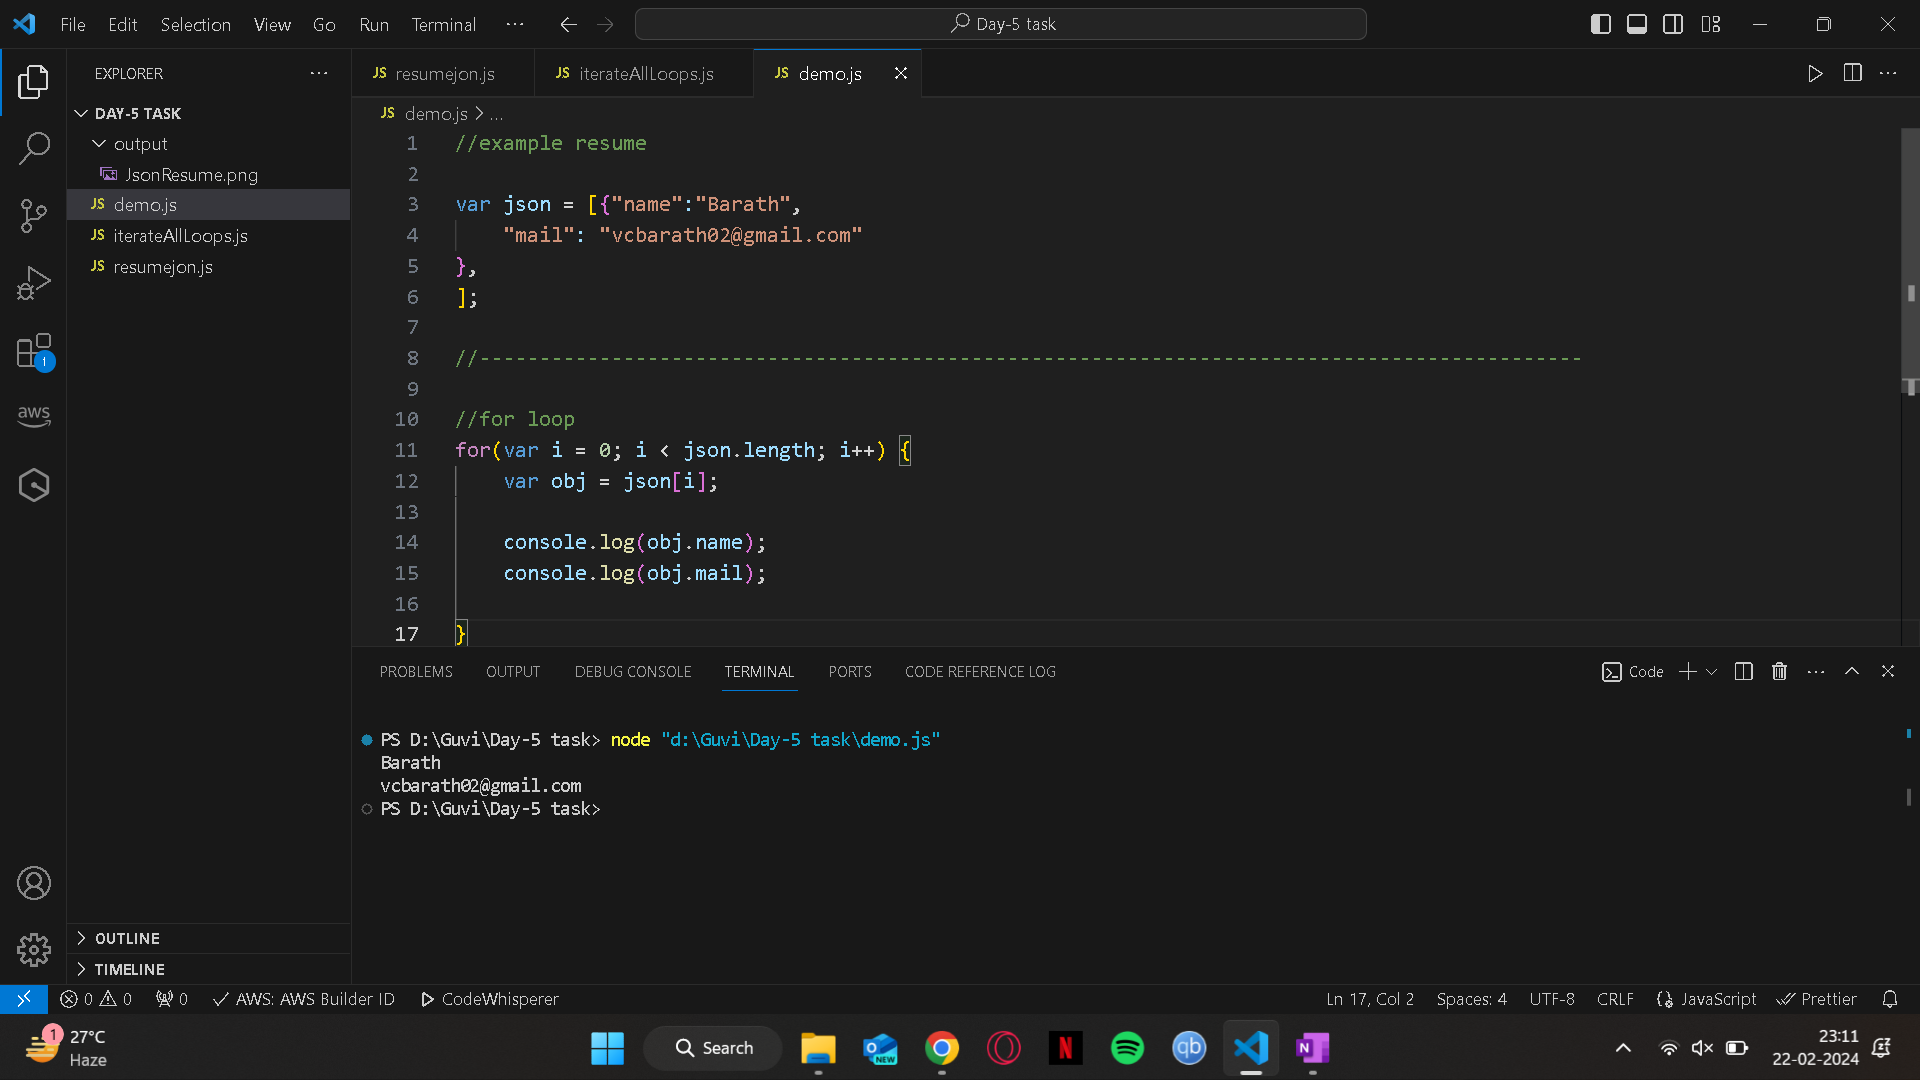 File Edit Selection View Go Run Terminal ... Day-5 task
EXPLORER ...
DAY-5 TASK
output
JsonResume.png
demo.js
iterateAllLoops.js
resumejon.js
OUTLINE
TIMELINE
JS resumejon.js JS iterateAllLoops.js JS demo.js
JS demo.js > ...
1 //example resume
2
3 var json = [{"name":"Barath",
4 "mail": "vcbarath02@gmail.com"
5 },
6 ];
7
8 //--------------------------------------------------------------------------------------------
9
10 //for loop
11 for(var i = 0; i < json.length; i++) {
12 var obj = json[i];
13
14 console.log(obj.name);
15 console.log(obj.mail);
16
17 }
PROBLEMS OUTPUT DEBUG CONSOLE TERMINAL PORTS CODE REFERENCE LOG Code
PS D:\Guvi\Day-5 task> node "d:\Guvi\Day-5 task\demo.js"
Barath
vcbarath02@gmail.com
PS D:\Guvi\Day-5 task>
aws
1
0 0 0 AWS: AWS Builder ID CodeWhisperer Ln 17, Col 2 Spaces: 4 UTF-8 CRLF JavaScript Prettier
1 27°C
Haze
Search
NEW
N
qb
N
23:11
22-02-2024